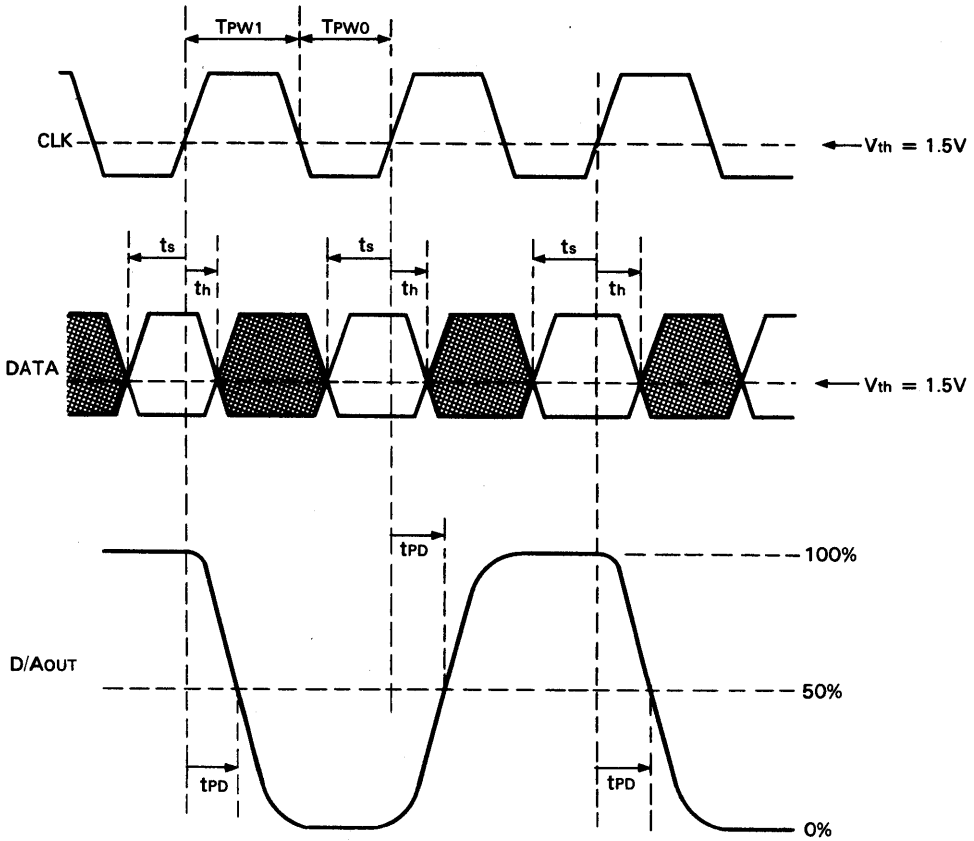 TPW1 TPW0
CLK
Vth = 1.5V
ts ts ts
th th th
DATA
Vth = 1.5V
tPD
100%
D/AOUT
50%
tPD tPD
0%